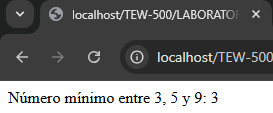 localhost/TEW-500/LABORATOR
localhost/TEW-500
Número mínimo entre 3, 5 y 9: 3